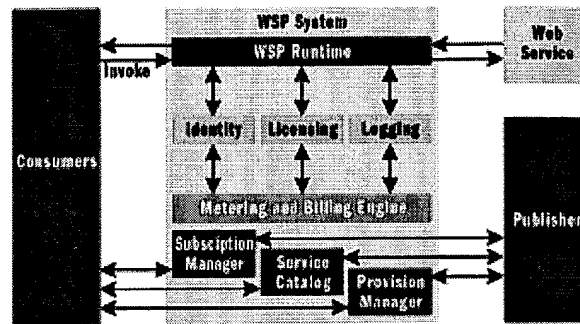 WSP System
WSP Runtime
Web
Service
Invoke
Identity
Licensing
Logging
Consumers
Metering and Billing Engine
Publisher
Subsciption
Manager
Service
Catalog
Provision
Manager